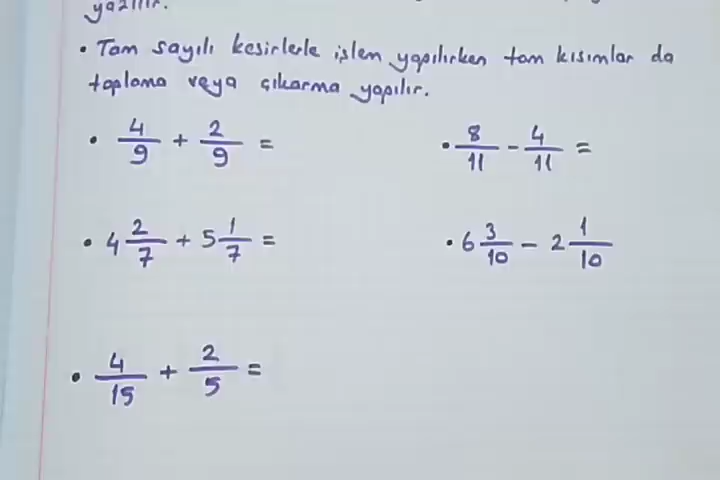 yazılır.
• Tam sayılı kesirlerle işlem yapılırken tam kısımlar da
toplama veya çıkarma yapılır.
• 4/9 + 2/9 =
• 8/11 - 4/11 =
• 4 2/7 + 5 1/7 =
• 6 3/10 - 2 1/10
• 4/15 + 2/5 =